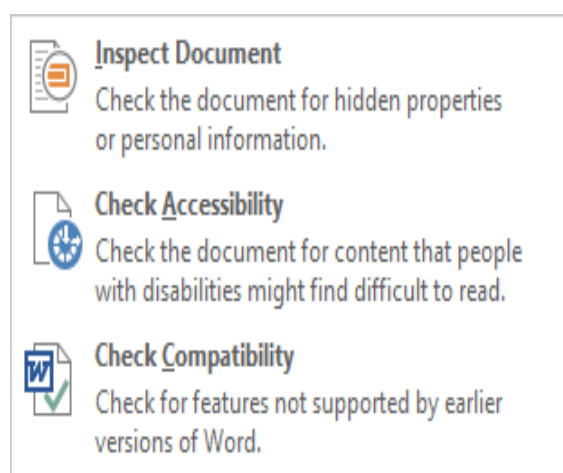 Inspect Document
Check the document for hidden properties
or personal information.
Check Accessibility
Check the document for content that people
with disabilities might find difficult to read.
W
Check Compatibility
Check for features not supported by earlier
versions of Word.